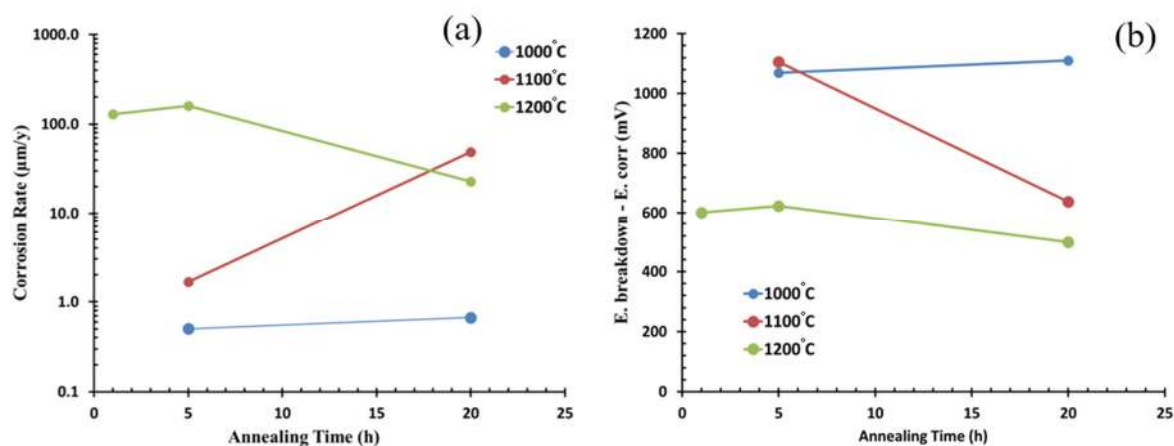 (a)
1000.0
100.0
10.0
1.0
0.1
0 5 10 15 20 25
Corrosion Rate (µm/y)
Annealing Time (h)
1000°C
1100°C
1200°C
(b)
1200
1000
800
600
400
200
0
0 5 10 15 20 25
E. breakdown - E. corr (mV)
Annealing Time (h)
1000°C
1100°C
1200°C